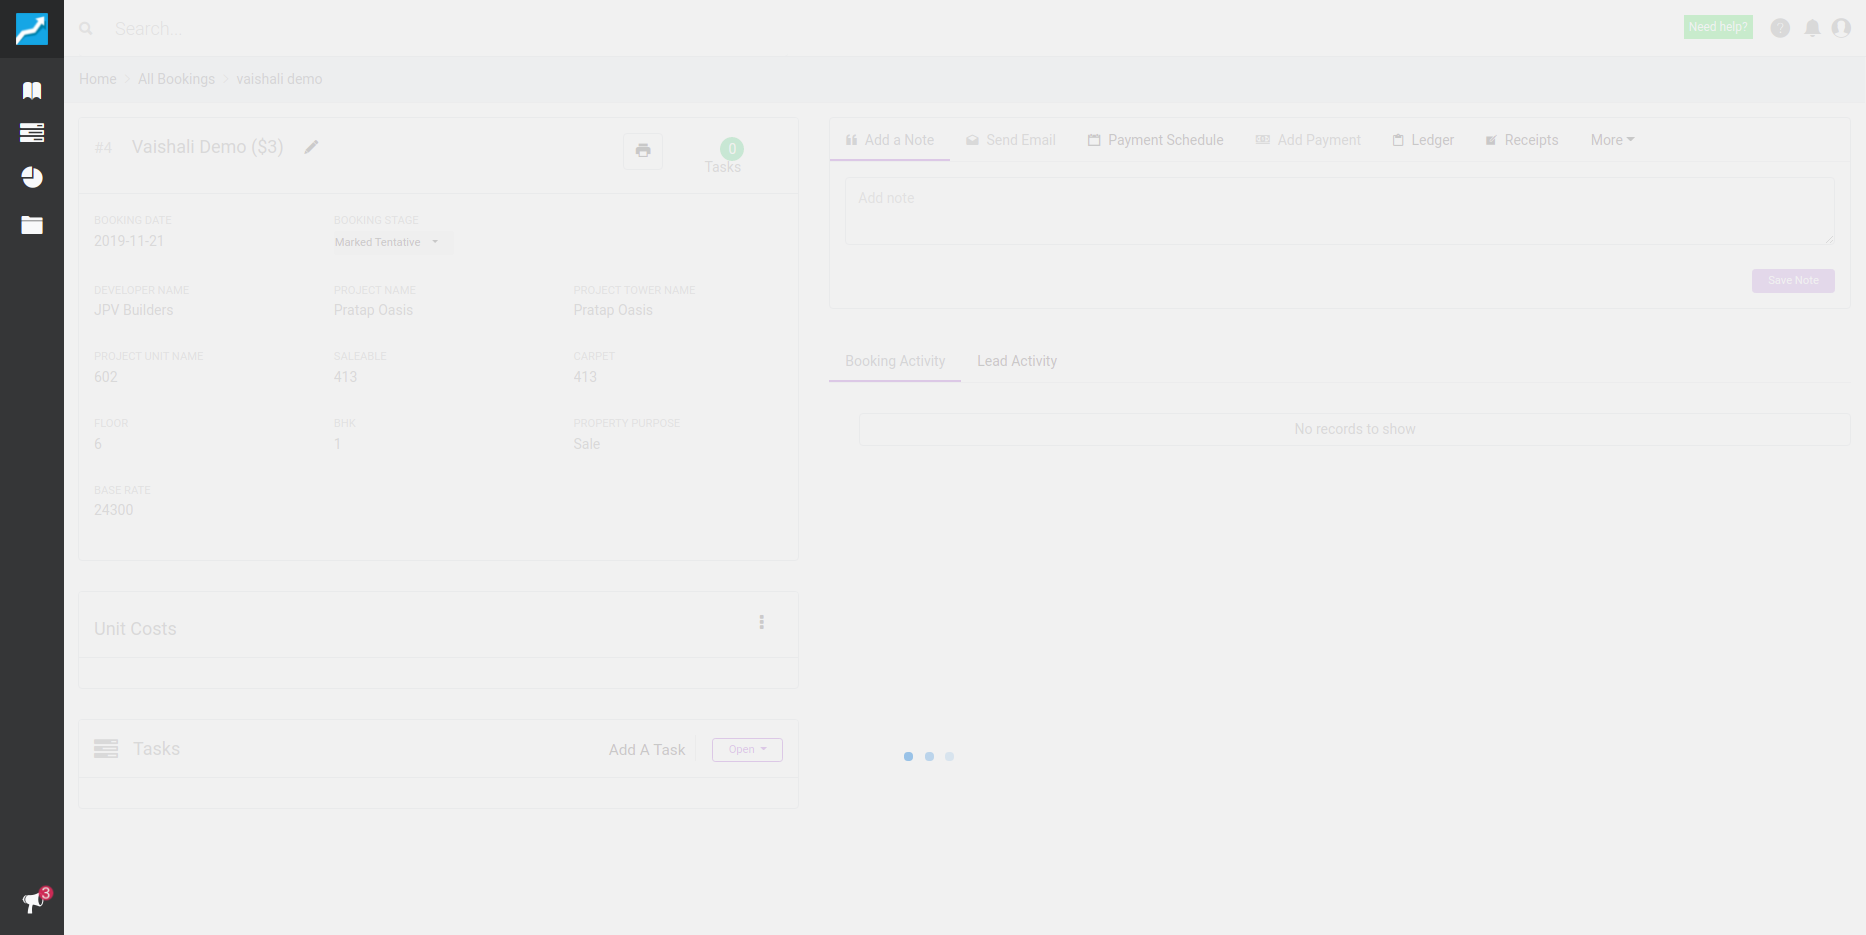 Search...
Need help?
?
Home > All Bookings > vaishali demo
#4 Vaishali Demo ($3)
0
Tasks
BOOKING DATE
2019-11-21
BOOKING STAGE
Marked Tentative
DEVELOPER NAME
JPV Builders
PROJECT NAME
Pratap Oasis
PROJECT TOWER NAME
Pratap Oasis
PROJECT UNIT NAME
602
SALEABLE
413
CARPET
413
FLOOR
6
BHK
1
PROPERTY PURPOSE
Sale
BASE RATE
24300
Unit Costs
Tasks
Add A Task
Open
Add a Note
Send Email
Payment Schedule
Add Payment
Ledger
Receipts
More
Add note
Save Note
Booking Activity
Lead Activity
No records to show
3